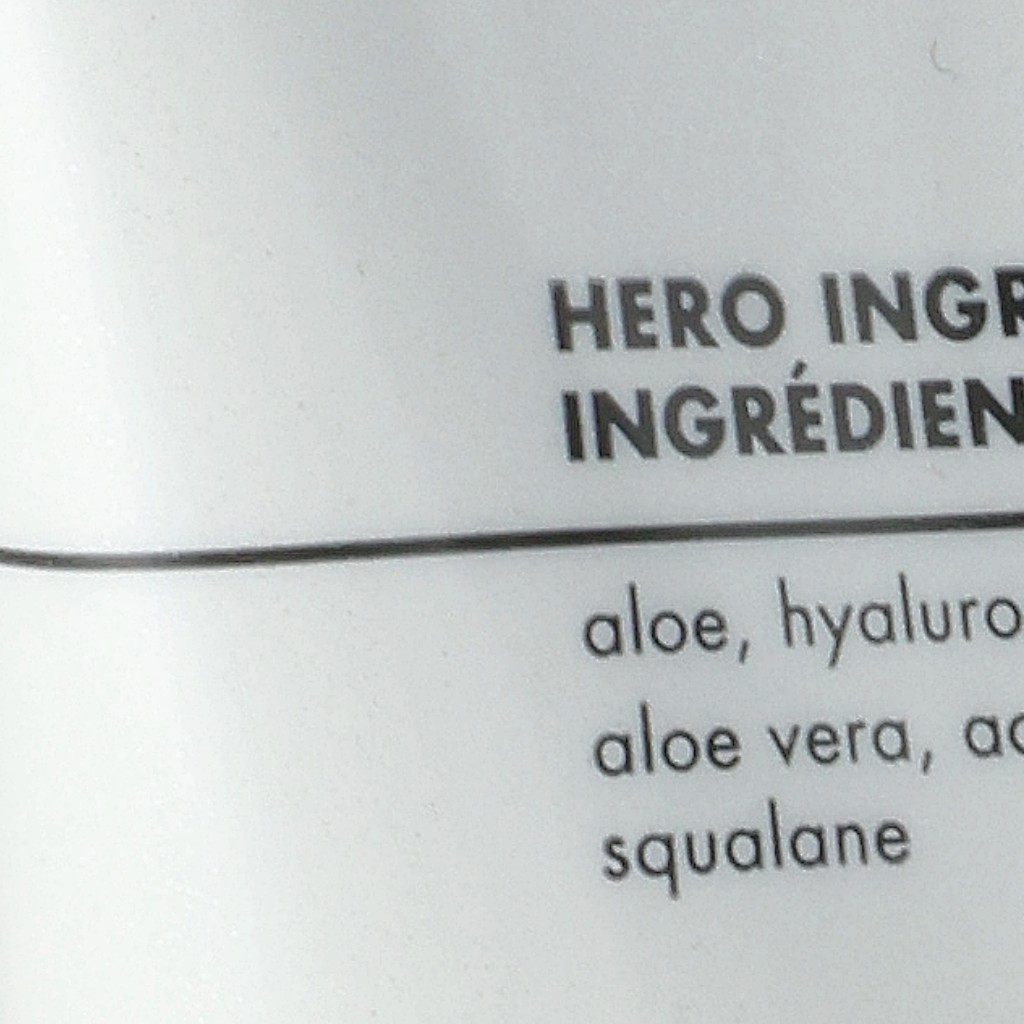 HERO INGR
INGRÉDIEN
aloe, hyaluro
aloe vera, ac
squalane